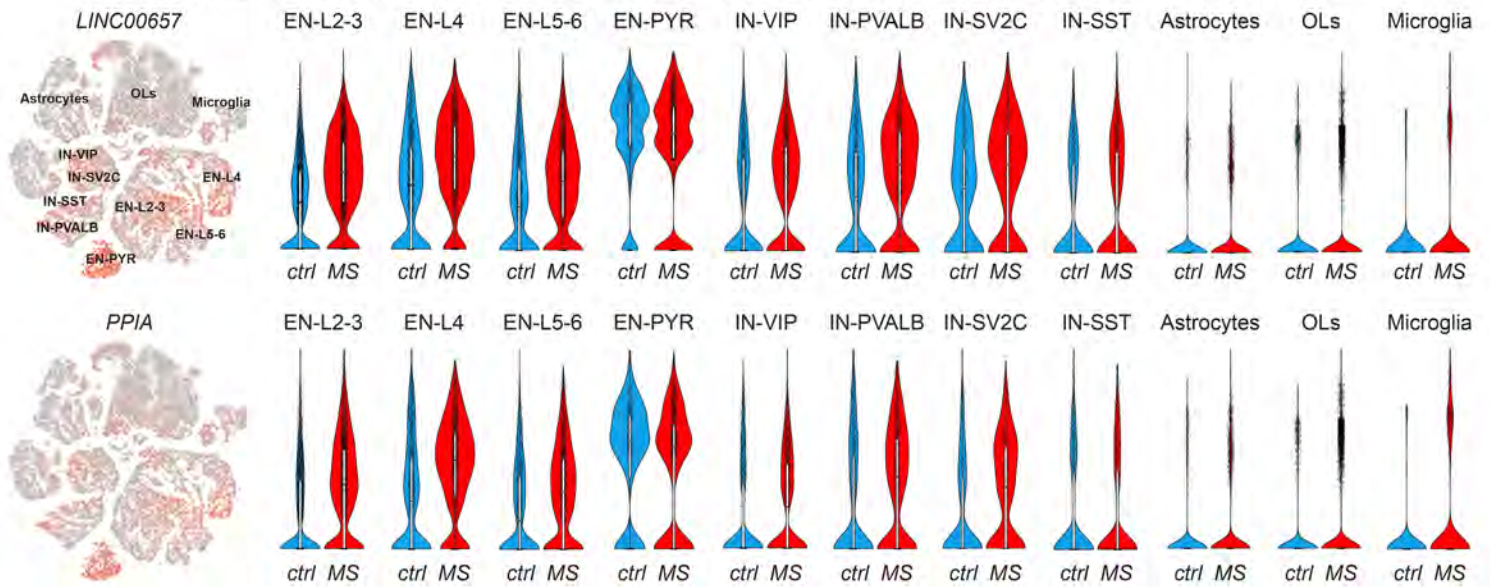 LINC00657 EN-L2-3 EN-L4 EN-L5-6 EN-PYR IN-VIP IN-PVALB IN-SV2C IN-SST Astrocytes OLs Microglia
Astrocytes OLs Microglia
IN-VIP
IN-SV2C EN-L4
IN-SST EN-L2-3
IN-PVALB EN-L5-6
EN-PYR
ctrl MS ctrl MS ctrl MS ctrl MS ctrl MS ctrl MS ctrl MS ctrl MS ctrl MS ctrl MS ctrl MS
PPIA EN-L2-3 EN-L4 EN-L5-6 EN-PYR IN-VIP IN-PVALB IN-SV2C IN-SST Astrocytes OLs Microglia
ctrl MS ctrl MS ctrl MS ctrl MS ctrl MS ctrl MS ctrl MS ctrl MS ctrl MS ctrl MS ctrl MS